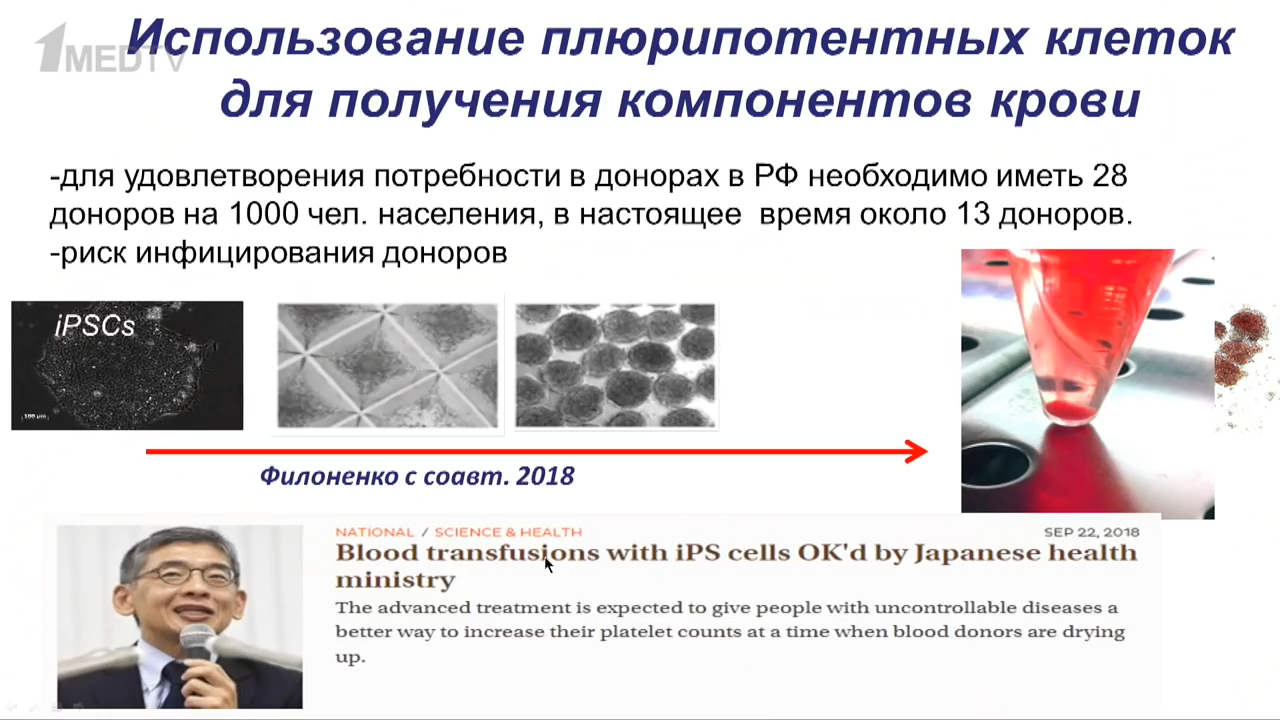 1MEDTV
Использование плюрипотентных клеток
для получения компонентов крови
-для удовлетворения потребности в донорах в РФ необходимо иметь 28
доноров на 1000 чел. населения, в настоящее время около 13 доноров.
-риск инфицирования доноров
iPSCs
100 µm
Филоненко с соавт. 2018
NATIONAL / SCIENCE & HEALTH
SEP 22, 2018
Blood transfusions with iPS cells OK'd by Japanese health
ministry
The advanced treatment is expected to give people with uncontrollable diseases a
better way to increase their platelet counts at a time when blood donors are drying
up.